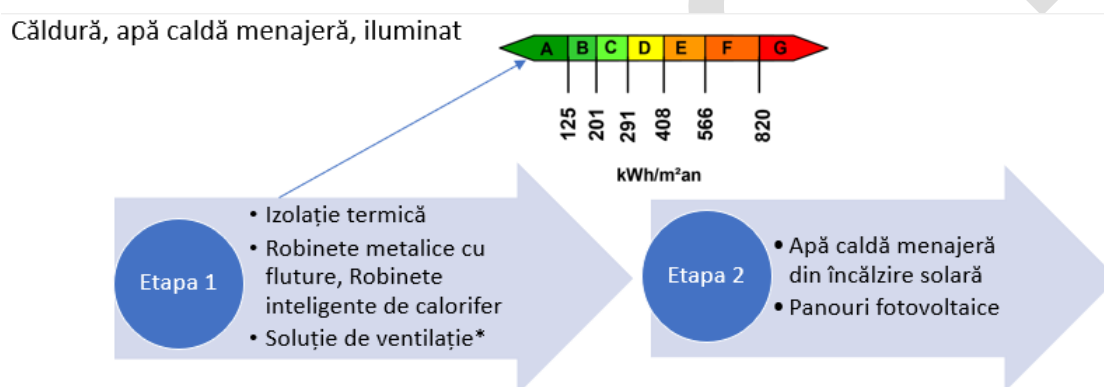 Căldură, apă caldă menajeră, iluminat
A B C D E F G
125 201 291 408 566 820
kWh/m²an
Etapa 1
• Izolație termică
• Robinete metalice cu
fluture, Robinete
inteligente de calorifer
• Soluție de ventilație*
Etapa 2
• Apă caldă menajeră
din încălzire solară
• Panouri fotovoltaice